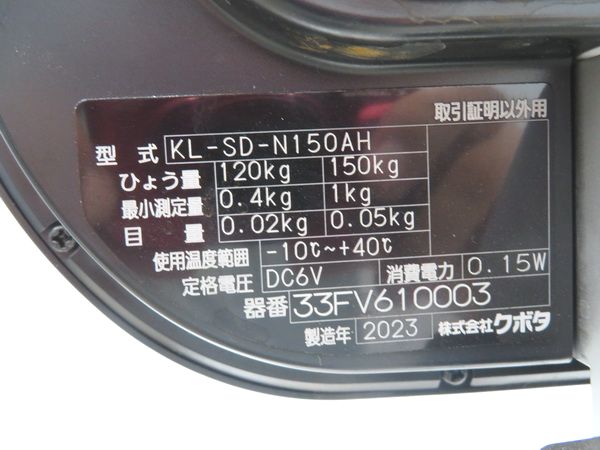 取引証明以外用
型式 KL-SD-N150AH
ひょう量 120kg 150kg
最小測定量 0.4kg 1kg
目量 0.02kg 0.05kg
使用温度範囲 -10℃~+40℃
定格電圧 DC6V 消費電力 0.15W
器番 33FV610003
製造年 2023 株式会社クボタ